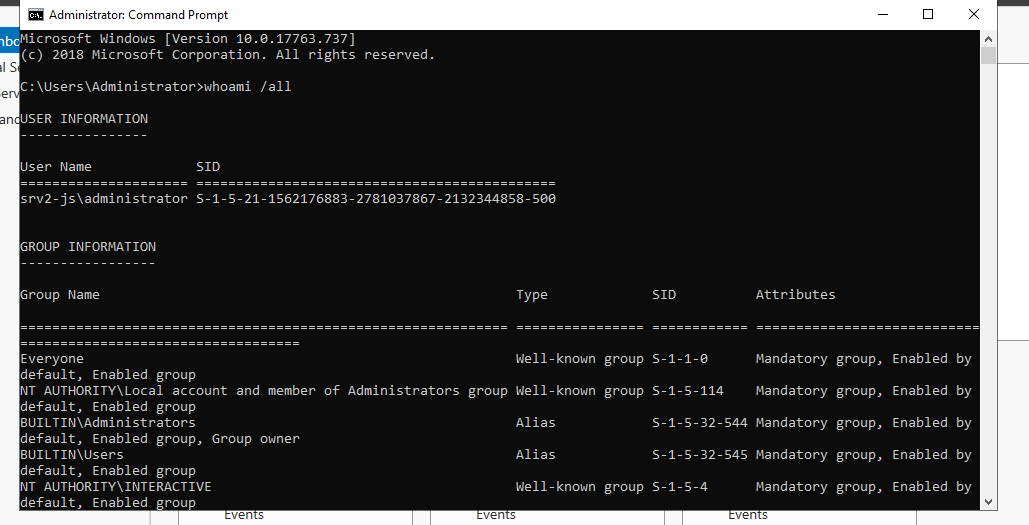 Administrator: Command Prompt
Microsoft Windows [Version 10.0.17763.737]
(c) 2018 Microsoft Corporation. All rights reserved.
C:\Users\Administrator>whoami /all
USER INFORMATION
----------------
User Name             SID
===================== =============================================
srv2-js\administrator S-1-5-21-1562176883-2781037867-2132344858-500
GROUP INFORMATION
-----------------
Group Name                                                    Type             SID          Attributes
============================================================= ================ ============ ============================
===================================
Everyone                                                      Well-known group S-1-1-0      Mandatory group, Enabled by
default, Enabled group
NT AUTHORITY\Local account and member of Administrators group Well-known group S-1-5-114    Mandatory group, Enabled by
default, Enabled group
BUILTIN\Administrators                                        Alias            S-1-5-32-544 Mandatory group, Enabled by
default, Enabled group, Group owner
BUILTIN\Users                                                 Alias            S-1-5-32-545 Mandatory group, Enabled by
default, Enabled group
NT AUTHORITY\INTERACTIVE                                      Well-known group S-1-5-4      Mandatory group, Enabled by
default, Enabled group
Events Events Events